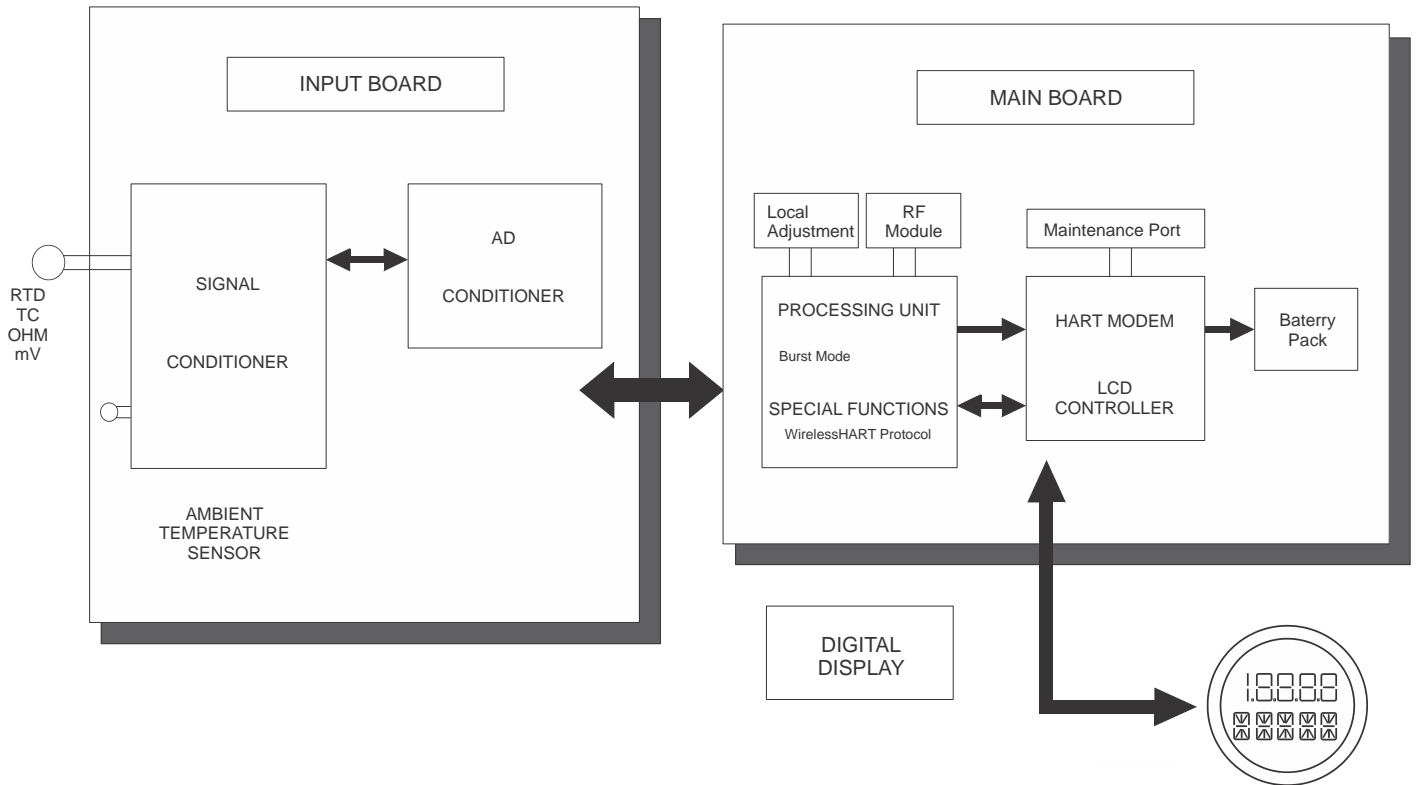 INPUT BOARD
RTD
TC
OHM
mV
SIGNAL
CONDITIONER
AD
CONDITIONER
AMBIENT
TEMPERATURE
SENSOR
MAIN BOARD
Local
Adjustment
RF
Module
Maintenance Port
PROCESSING UNIT
Burst Mode
SPECIAL FUNCTIONS
WirelessHART Protocol
HART MODEM
LCD
CONTROLLER
Baterry
Pack
DIGITAL
DISPLAY
1.8.8.8.8